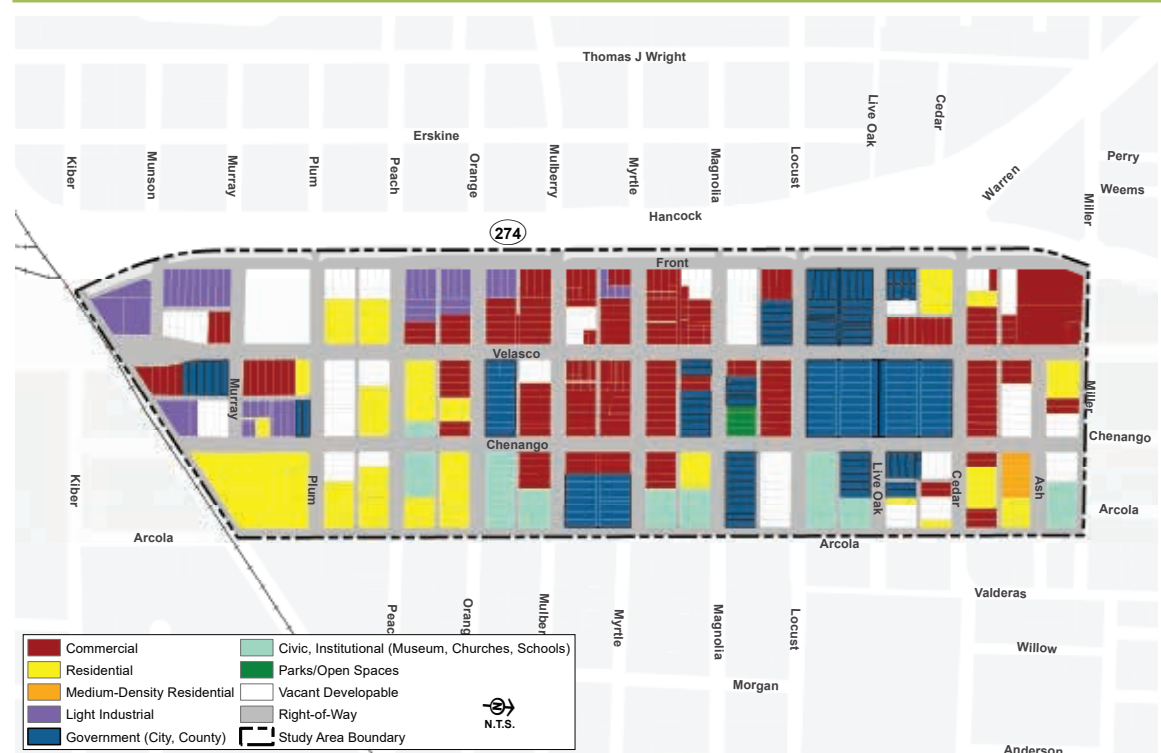 Thomas J Wright
Live Oak
Cedar
Erskine
Kiber
Munson
Murray
Plum
Peach
Orange
Mulberry
Myrtle
Magnolia
Locust
Warren
Perry
Weems
Miller
Hancock
274
Front
Velasco
Murray
Miller
Chenango
Chenango
Kiber
Plum
Live Oak
Cedar
Ash
Arcola
Arcola
Arcola
Peac
Orang
Mulber
Myrtle
Magnolia
Locust
Valderas
Willow
Morgan
Anderson
Commercial
Residential
Medium-Density Residential
Light Industrial
Government (City, County)
Civic, Institutional (Museum, Churches, Schools)
Parks/Open Spaces
Vacant Developable
Right-of-Way
Study Area Boundary
N
N.T.S.